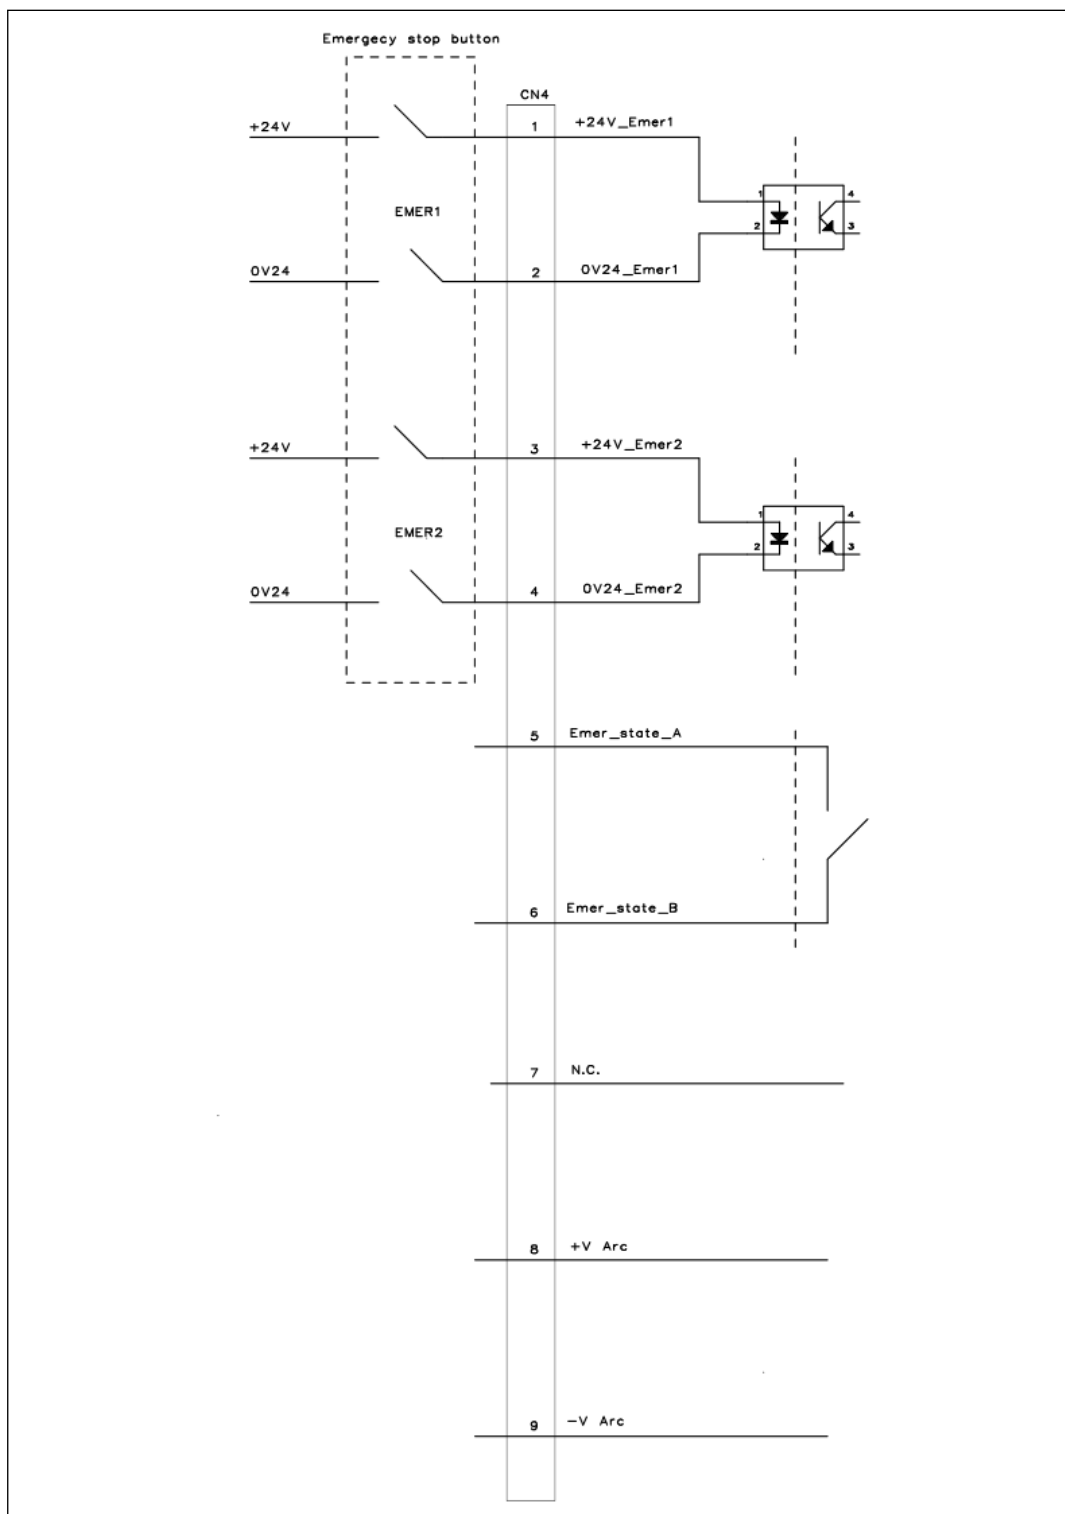 Emergecy stop button
CN4
+24V 1 +24V_Emer1
1 4
EMER1
2 3
0V24 2 0V24_Emer1
+24V 3 +24V_Emer2
1 4
EMER2
2 3
0V24 4 0V24_Emer2
5 Emer_state_A
6 Emer_state_B
7 N.C.
8 +V Arc
9 -V Arc